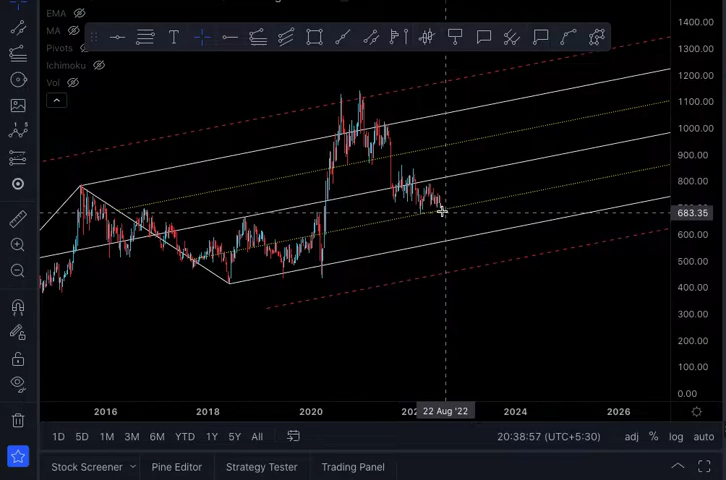 EMA
MA
Pivots
Ichimoku
Vol
T
1400.00
1300.00
1200.00
1100.00
1000.00
900.00
800.00
683.35
600.00
500.00
400.00
300.00
200.00
100.00
0.00
2016 2018 2020 22 Aug '22 2024 2026
1D 5D 1M 3M 6M YTD 1Y 5Y All 20:38:57 (UTC+5:30) adj % log auto
Stock Screener Pine Editor Strategy Tester Trading Panel